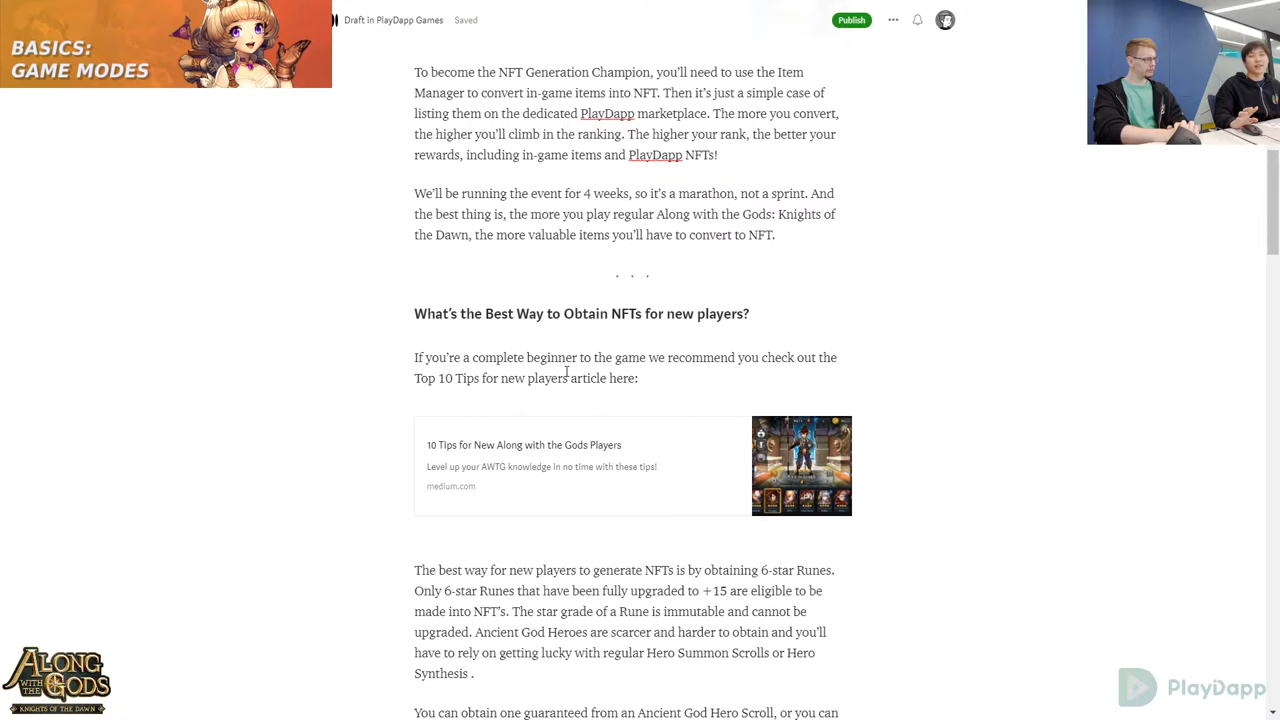 BASICS:
GAME MODES
Draft in PlayDapp Games Saved
Publish
To become the NFT Generation Champion, you'll need to use the Item
Manager to convert in-game items into NFT. Then it's just a simple case of
listing them on the dedicated PlayDapp marketplace. The more you convert,
the higher you'll climb in the ranking. The higher your rank, the better your
rewards, including in-game items and PlayDapp NFTs!
We'll be running the event for 4 weeks, so it's a marathon, not a sprint. And
the best thing is, the more you play regular Along with the Gods: Knights of
the Dawn, the more valuable items you'll have to convert to NFT.
. . .
What's the Best Way to Obtain NFTs for new players?
If you're a complete beginner to the game we recommend you check out the
Top 10 Tips for new players article here:
10 Tips for New Along with the Gods Players
Level up your AWTG knowledge in no time with these tips!
medium.com
The best way for new players to generate NFTs is by obtaining 6-star Runes.
Only 6-star Runes that have been fully upgraded to +15 are eligible to be
made into NFT's. The star grade of a Rune is immutable and cannot be
upgraded. Ancient God Heroes are scarcer and harder to obtain and you'll
have to rely on getting lucky with regular Hero Summon Scrolls or Hero
Synthesis .
You can obtain one guaranteed from an Ancient God Hero Scroll, or you can
ALONG
WITH THE
GODS
KNIGHTS OF THE DAWN
PlayDapp